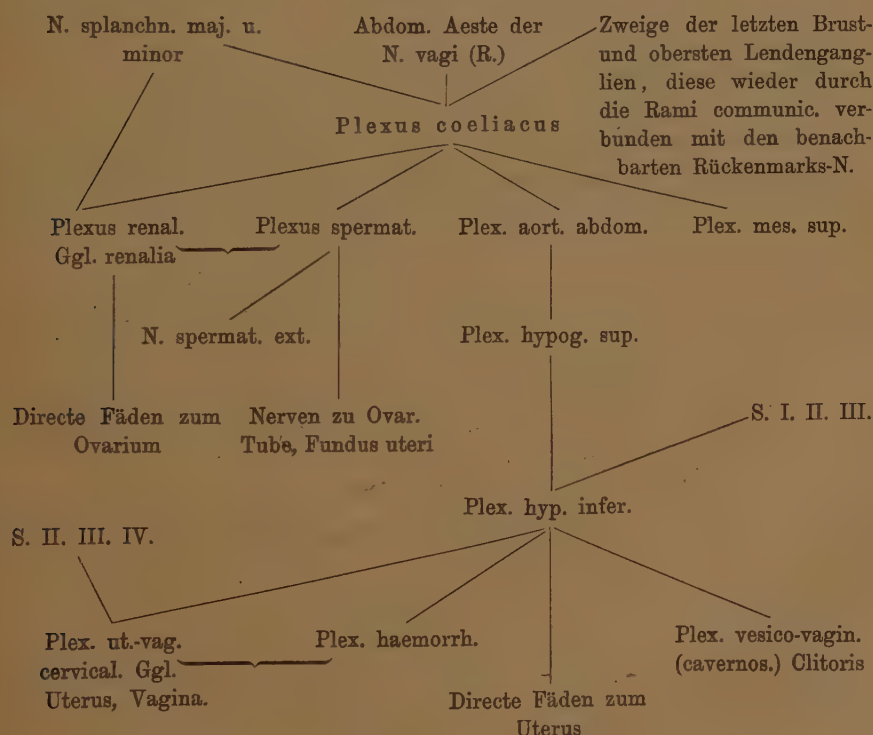 N. splanchn. maj. u.
minor
Abdom. Aeste der
N. vagi (R.)
Zweige der letzten Brust-
und obersten Lendengang-
lien, diese wieder durch
die Rami communic. ver-
bunden mit den benach-
barten Rückenmarks-N.
Plexus coeliacus
Plexus renal.
Ggl. renalia
Plexus spermat.
Plex. aort. abdom.
Plex. mes. sup.
N. spermat. ext.
Plex. hypog. sup.
Directe Fäden zum
Ovarium
Nerven zu Ovar.
Tube, Fundus uteri
S. I. II. III.
Plex. hyp. infer.
S. II. III. IV.
Plex. ut.-vag.
cervical. Ggl.
Uterus, Vagina.
Plex. haemorrh.
Plex. vesico-vagin.
(cavernos.) Clitoris
Directe Fäden zum
Uterus